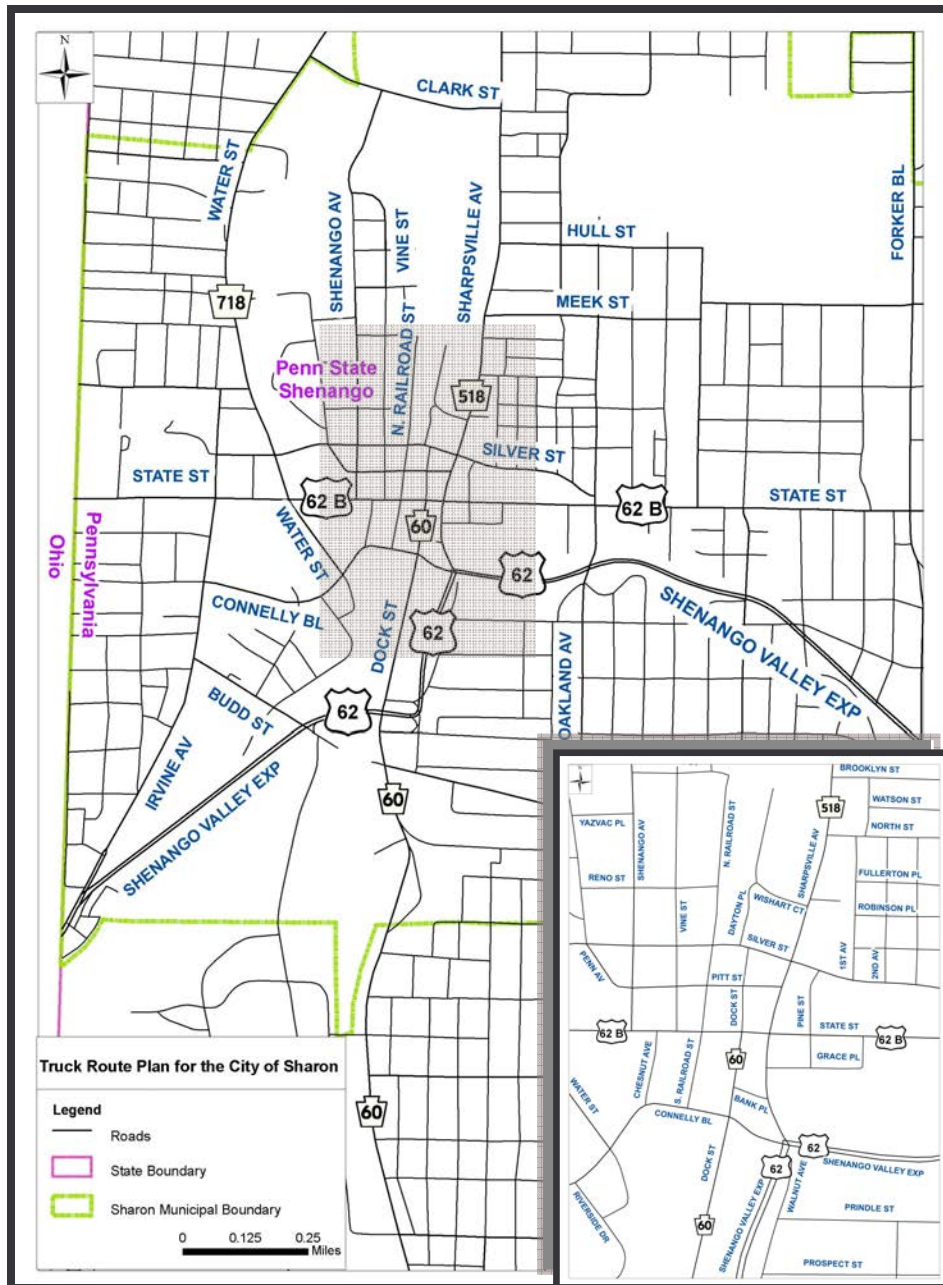 N
CLARK ST
WATER ST
SHENANGO AV
VINE ST
SHARPSVILLE AV
FORKER BL
HULL ST
MEEK ST
718
Penn State
Shenango
N. RAILROAD ST
518
SILVER ST
STATE ST
62 B
62 B
STATE ST
WATER ST
60
Ohio
Pennsylvania
62
CONNELLY BL
SHENANGO VALLEY EXP
DOCK ST
62
OAKLAND AV
BUDD ST
62
IRVINE AV
SHENANGO VALLEY EXP
60
60
Truck Route Plan for the City of Sharon
Legend
Roads
State Boundary
Sharon Municipal Boundary
0 0.125 0.25
Miles
N
BROOKLYN ST
518
WATSON ST
NORTH ST
YAZVAC PL
SHENANGO AV
N. RAILROAD ST
SHARPSVILLE AV
RENO ST
FULLERTON PL
VINE ST
DAYTON PL
WISHART CT
ROBINSON PL
SILVER ST
1ST AV
2ND AV
PENN AV
PITT ST
DOCK ST
PINE ST
62 B
STATE ST
62 B
CHESNUT AVE
S. RAILROAD ST
60
GRACE PL
WATER ST
CONNELLY BL
BANK PL
62
SHENANGO VALLEY EXP
DOCK ST
62
WALNUT AVE
SHENANGO VALLEY EXP
RIVERSIDE DR
60
PRINDLE ST
PROSPECT ST